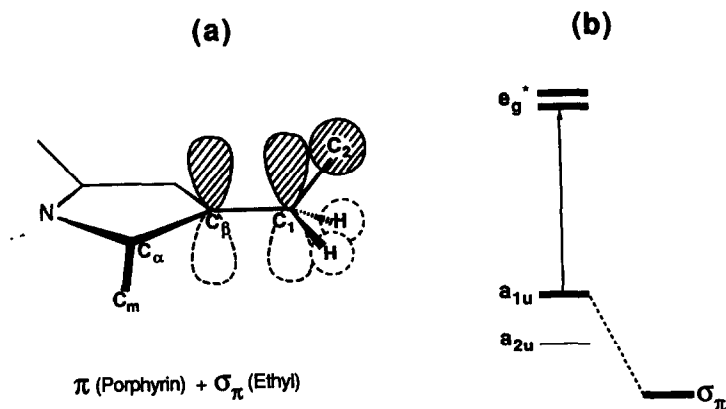 (a)
C₂
N
Cβ
C₁
H
H
Cα
Cm
π (Porphyrin) + σπ (Ethyl)
(b)
eg*
a1u
a2u
σπ